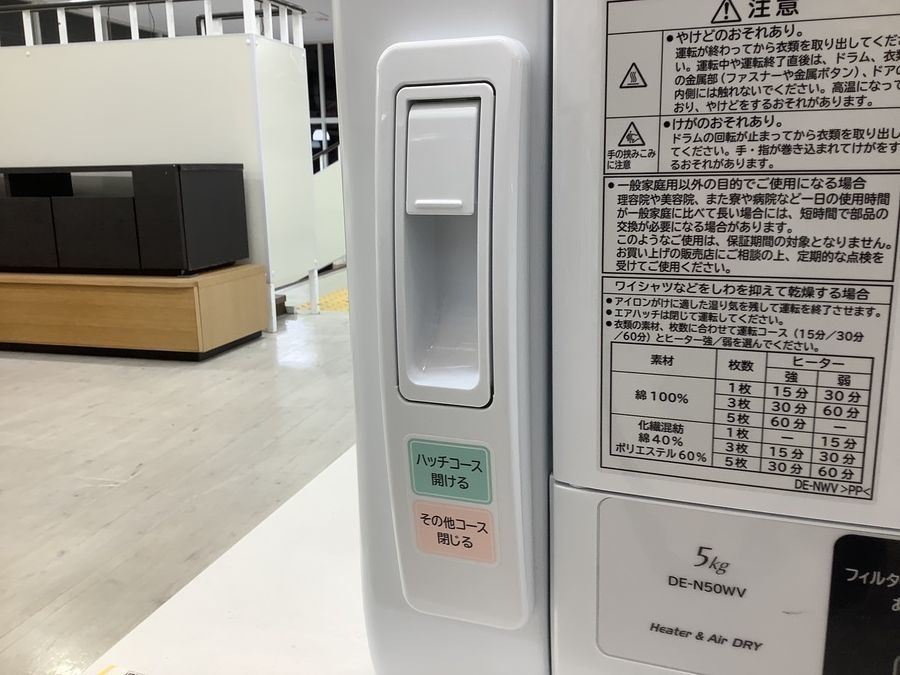 注意
●やけどのおそれあり。
運転が終わってから衣類を取り出してくださ
い。運転中や運転終了直後は、ドラム、衣類
の金属部(ファスナーや金属ボタン)、ドアの
内側には触れないでください。高温になって
おり、やけどをするおそれがあります。
手の挟みこみ
に注意
●けがのおそれあり。
ドラムの回転が止まってから衣類を取り出し
てください。手・指が巻き込まれてけがをす
るおそれがあります。
●一般家庭用以外の目的でご使用になる場合
理容院や美容院、また寮や病院など一日の使用時間
が一般家庭に比べて長い場合には、短時間で部品の
交換が必要になる場合があります。
このようなご使用は、保証期間の対象となりません。
お買い上げの販売店にご相談の上、定期的な点検を
受けてご使用ください。
ワイシャツなどをしわを抑えて乾燥する場合
●アイロンがけに適した湿り気を残して運転を終了させます。
●エアハッチは閉じて運転してください。
●衣類の素材、枚数に合わせて運転コース(15分/30分
/60分)とヒーター強/弱を選んでください。
素材 枚数 ヒーター
強 弱
綿100% 1枚 15分 30分
3枚 30分 60分
5枚 60分 —
化繊混紡
綿40%
ポリエステル60%
1枚 — 15分
3枚 15分 30分
5枚 30分 60分
DE-NWV >PP<
ハッチコース
開ける
その他コース
閉じる
5kg
DE-N50WV
Heater & Air DRY
フィルタ
お